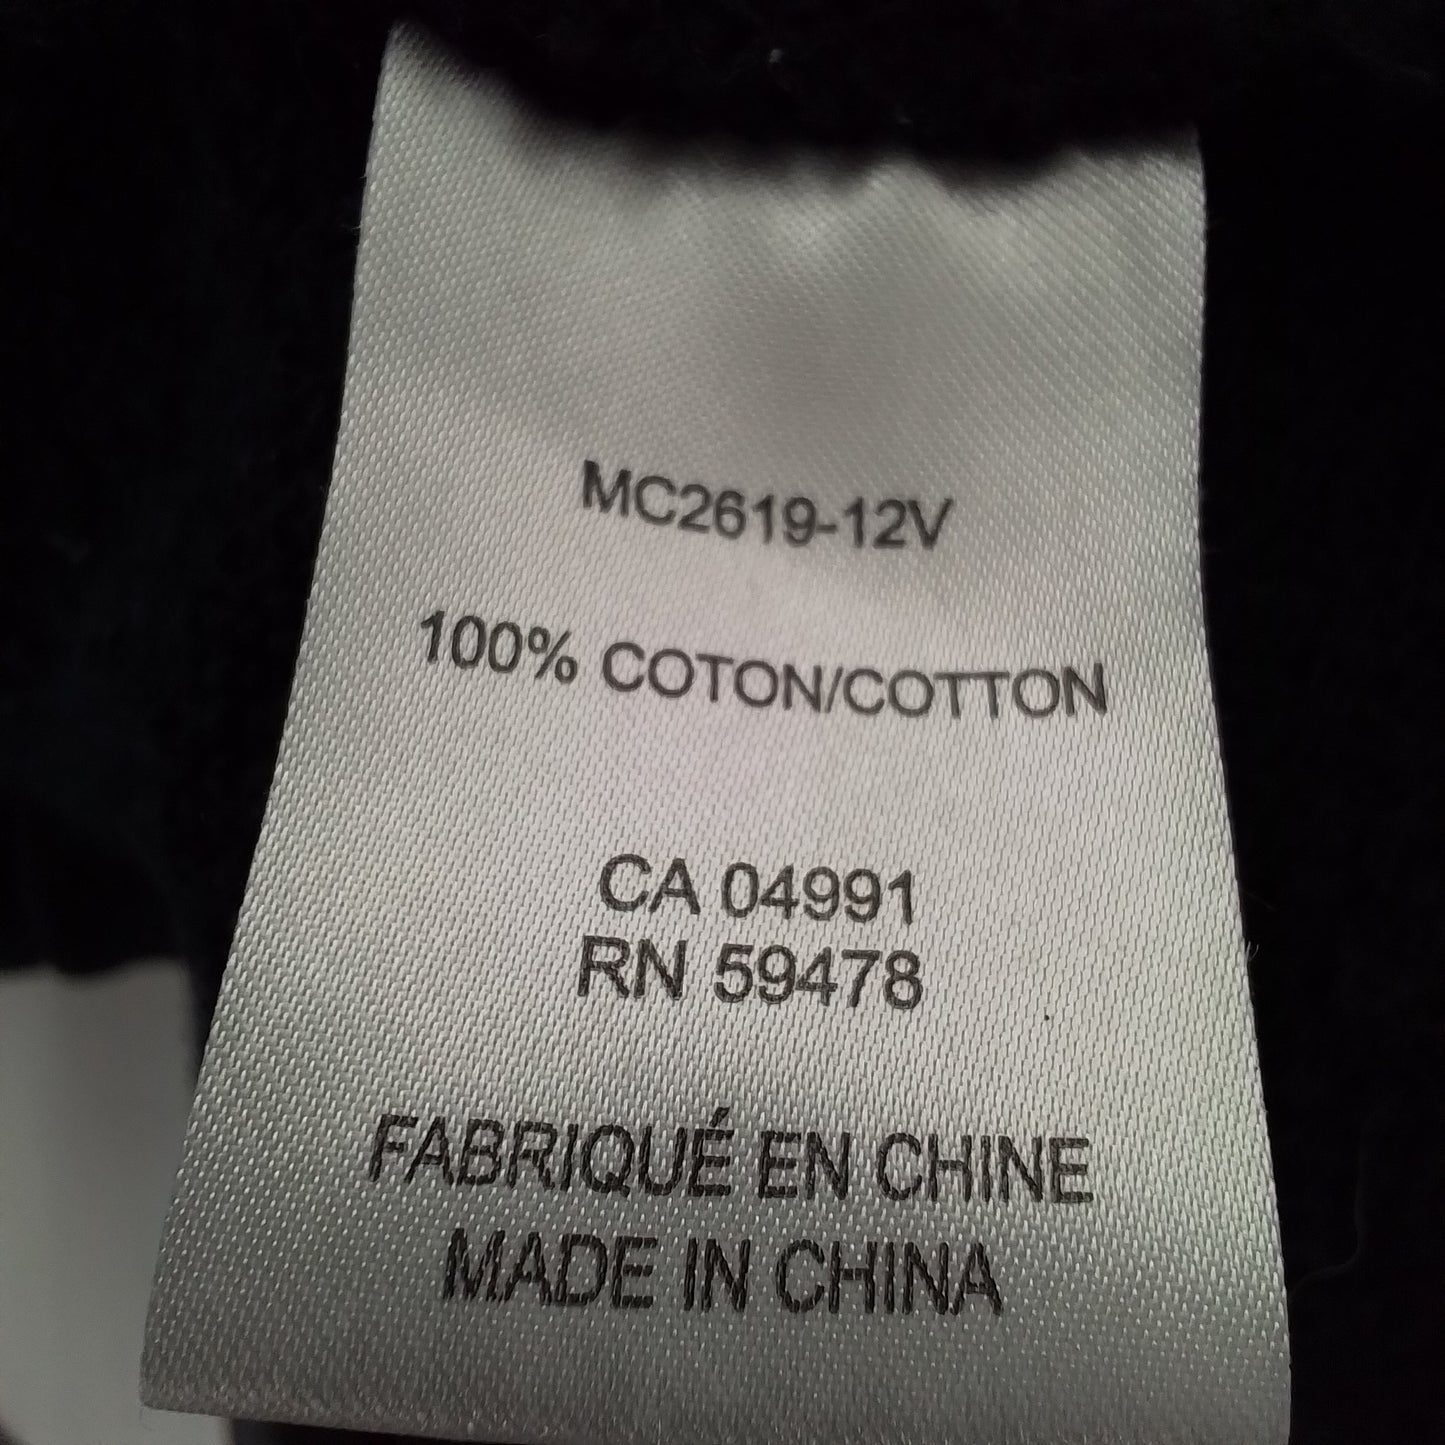 MC2619-12V
100% COTON/COTTON
CA 04991
RN 59478
FABRIQUÉ EN CHINE
MADE IN CHINA